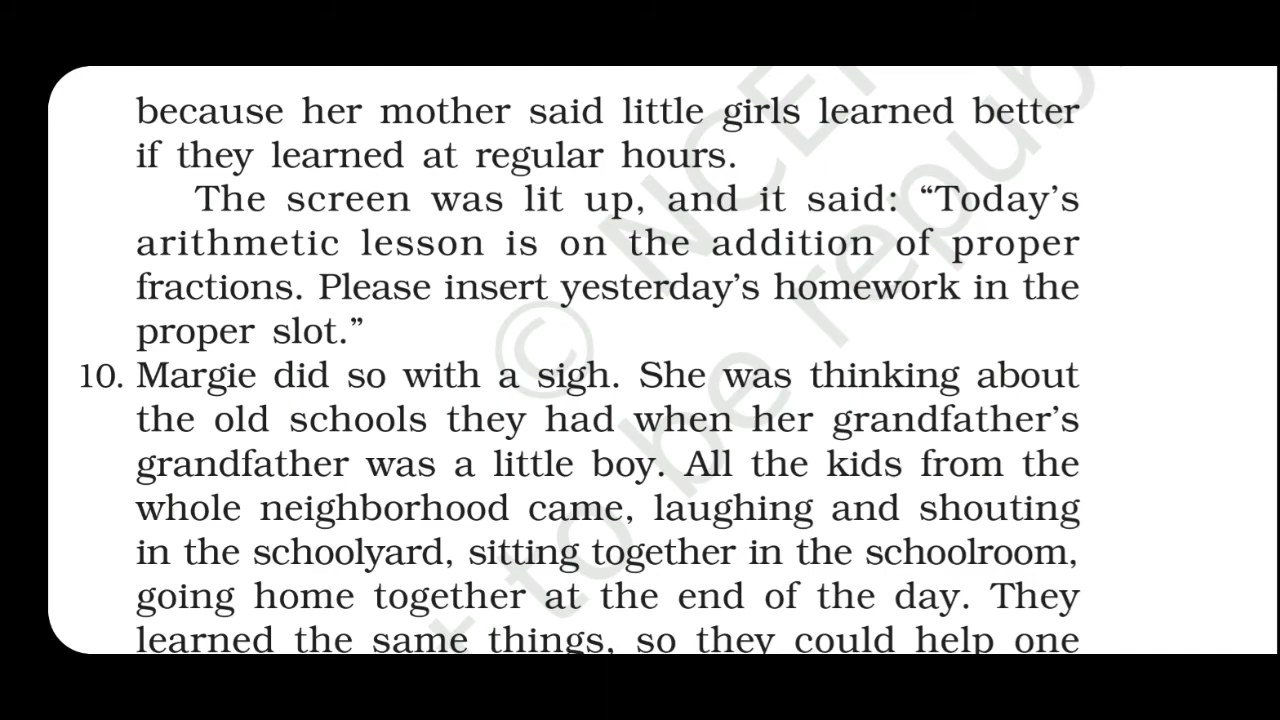 because her mother said little girls learned better
if they learned at regular hours.
The screen was lit up, and it said: “Today’s
arithmetic lesson is on the addition of proper
fractions. Please insert yesterday’s homework in the
proper slot.”
10. Margie did so with a sigh. She was thinking about
the old schools they had when her grandfather’s
grandfather was a little boy. All the kids from the
whole neighborhood came, laughing and shouting
in the schoolyard, sitting together in the schoolroom,
going home together at the end of the day. They
learned the same things, so they could help one
© NCE
to be repub